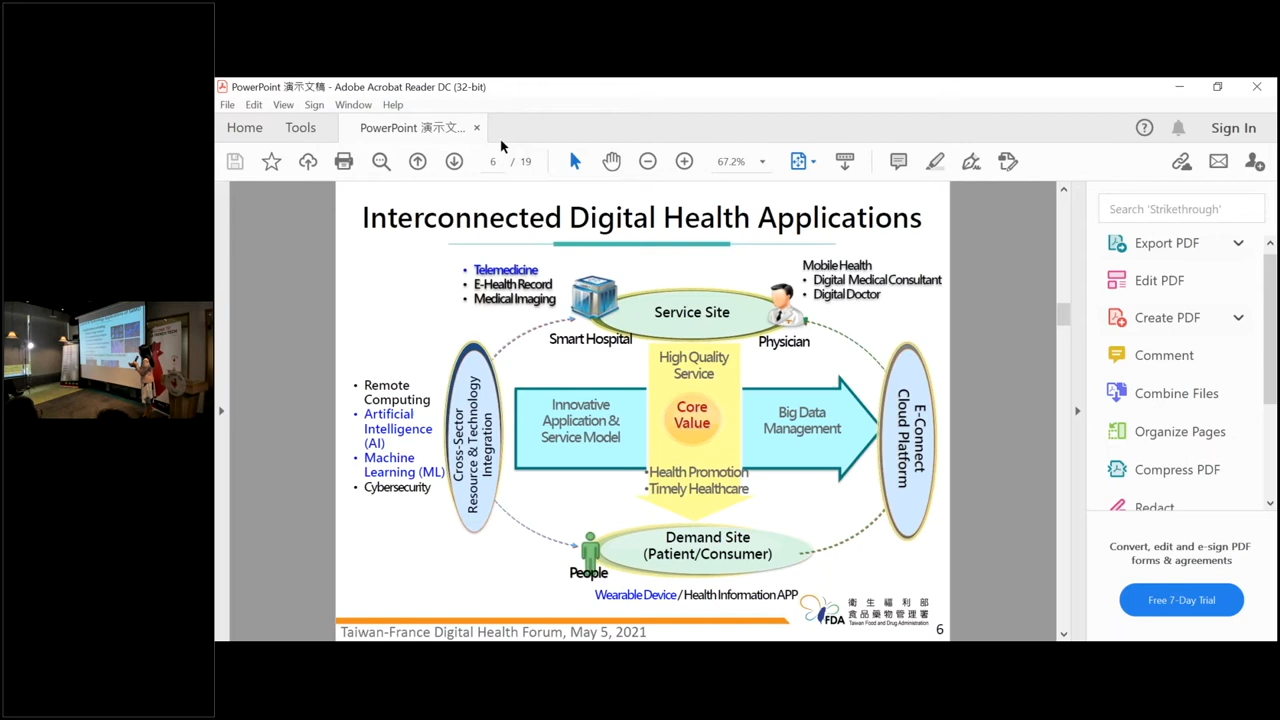 PowerPoint 演示文稿 - Adobe Acrobat Reader DC (32-bit)
File Edit View Sign Window Help
Home Tools PowerPoint 演示文... × Sign In
6 / 19 67.2%
Interconnected Digital Health Applications
• Telemedicine
• E-Health Record
• Medical Imaging
Mobile Health
• Digital Medical Consultant
• Digital Doctor
Service Site
Smart Hospital
Physician
High Quality
Service
• Remote
Computing
• Artificial
Intelligence
(AI)
• Machine
Learning (ML)
• Cybersecurity
Cross-Sector
Resource & Technology
Integration
Innovative
Application &
Service Model
Core
Value
Big Data
Management
E-Connect
Cloud Platform
•Health Promotion
•Timely Healthcare
Demand Site
(Patient/Consumer)
People
Wearable Device / Health Information APP
FDA
衛生福利部
食品藥物管理署
Taiwan Food and Drug Administration
Taiwan-France Digital Health Forum, May 5, 2021
6
Search 'Strikethrough'
Export PDF
Edit PDF
Create PDF
Comment
Combine Files
Organize Pages
Compress PDF
Redact
Convert, edit and e-sign PDF
forms & agreements
Free 7-Day Trial